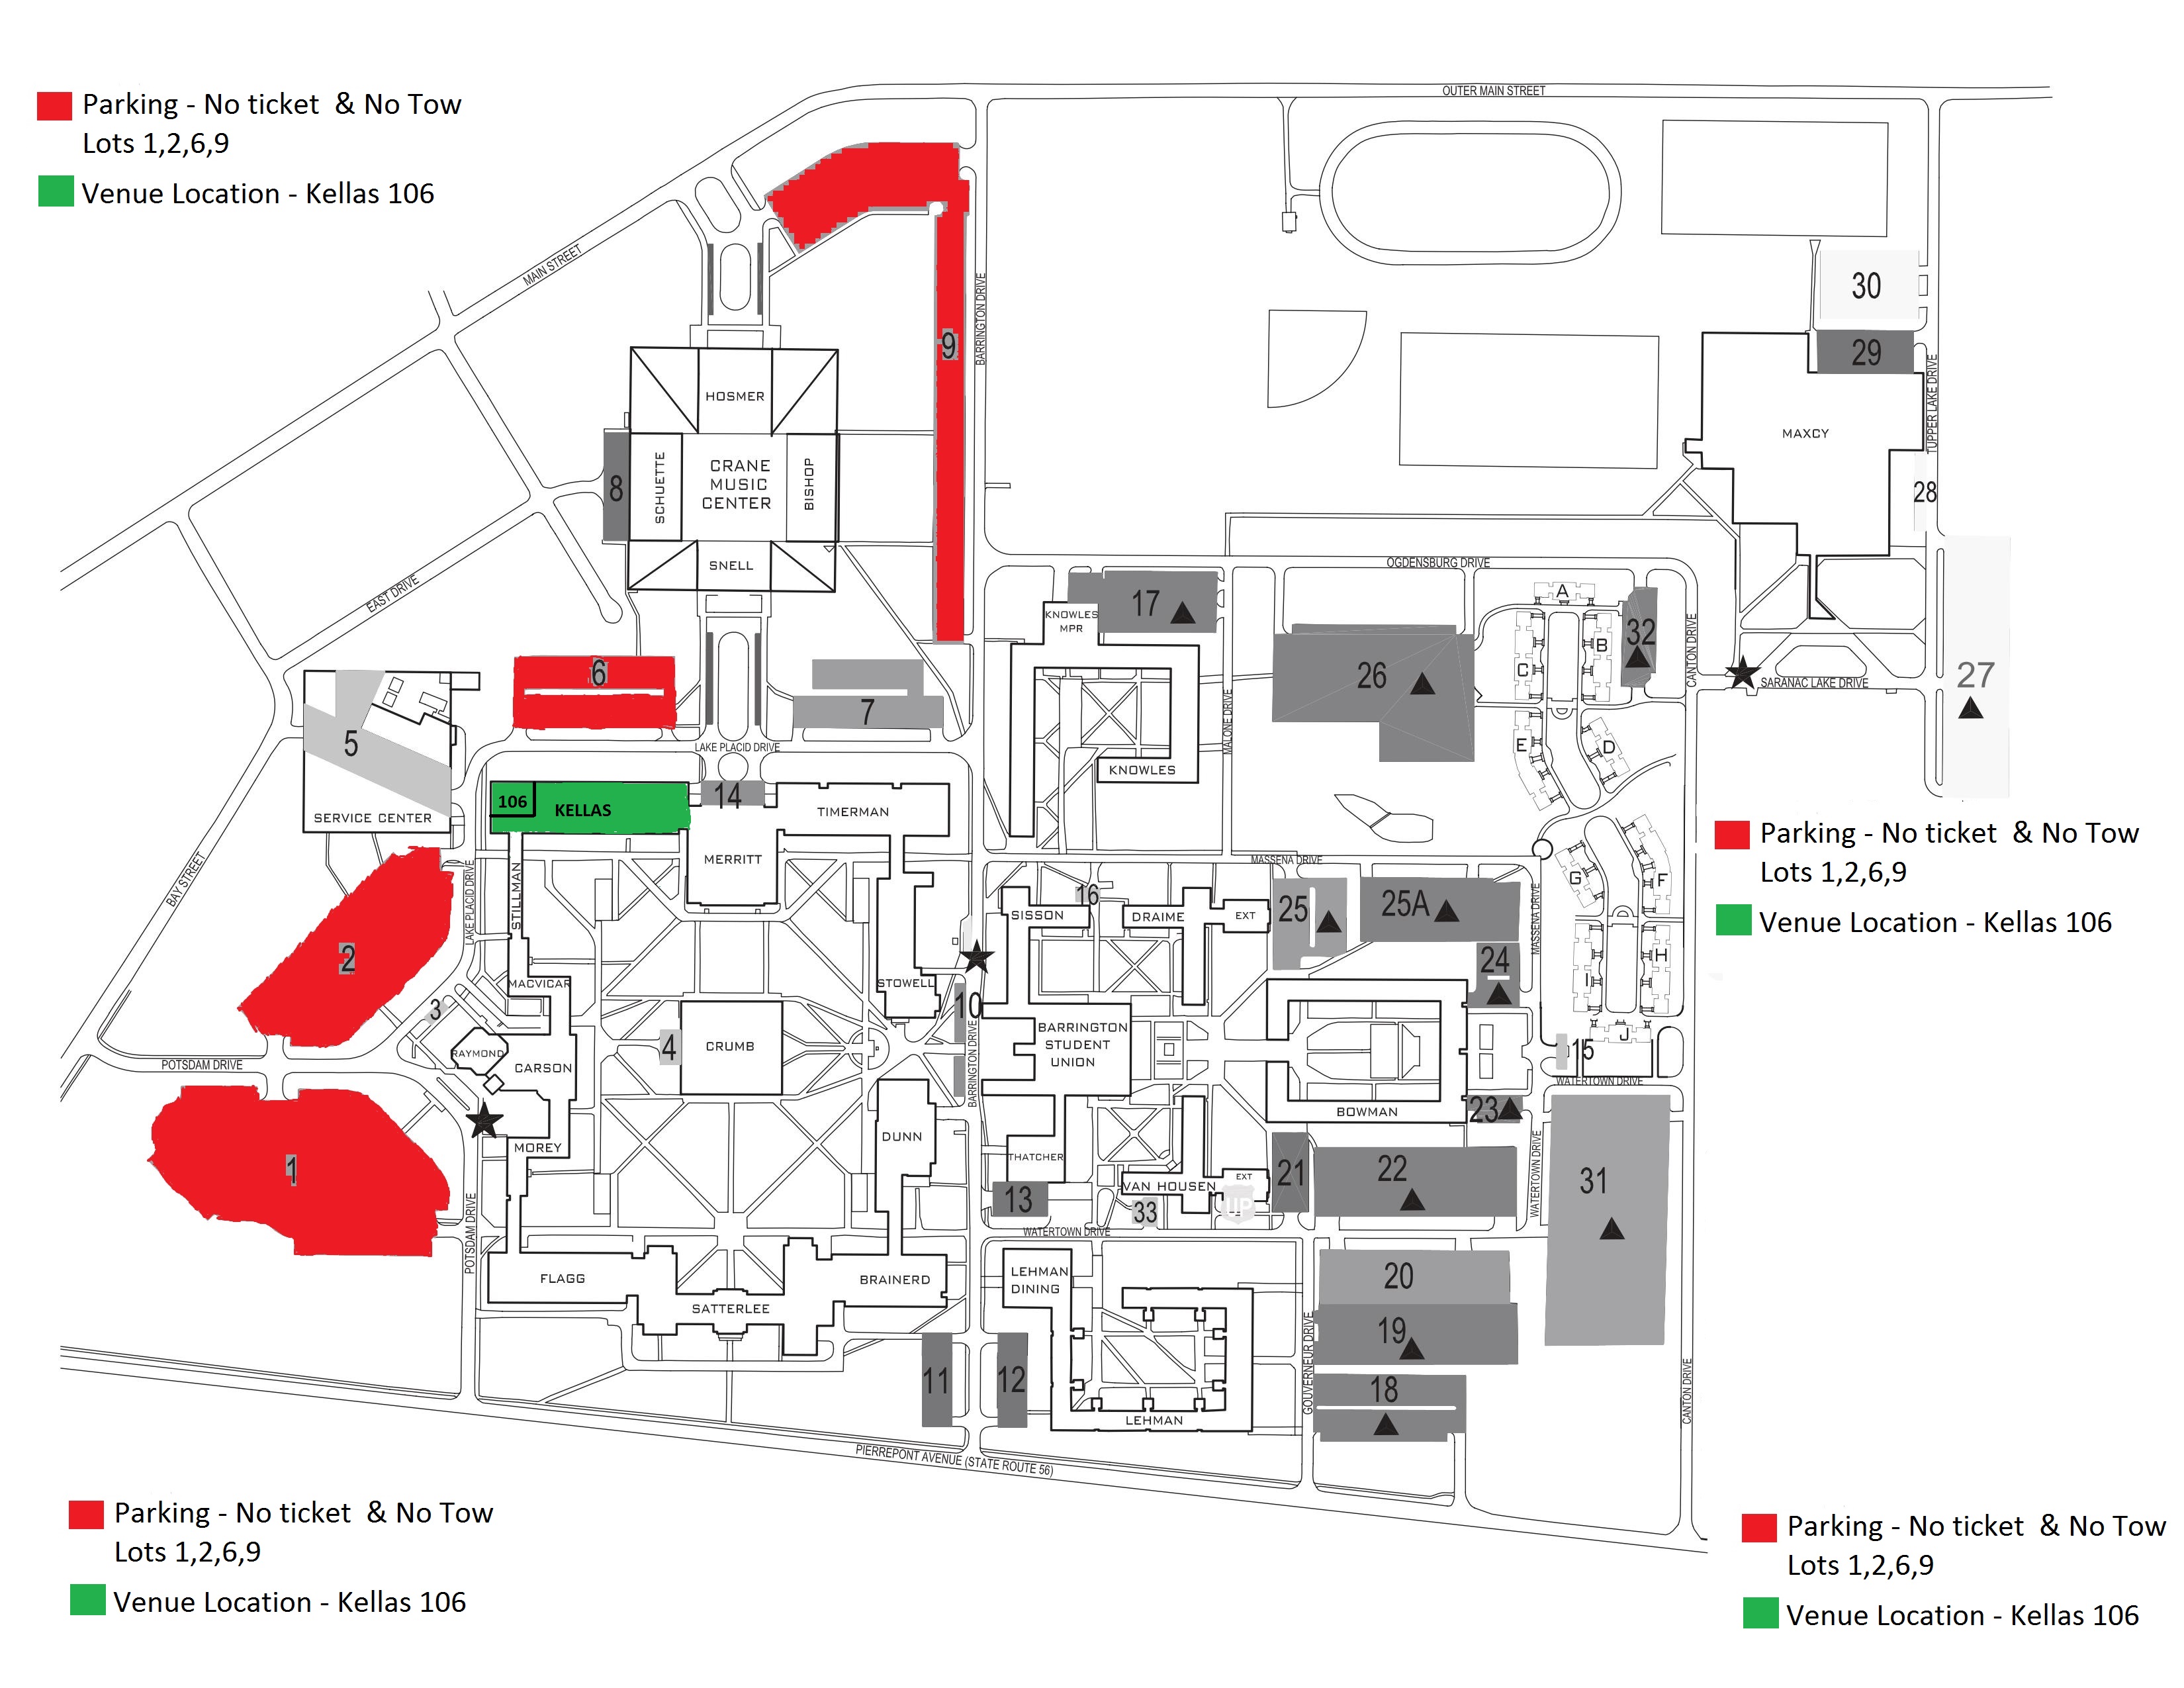 OUTER MAIN STREET
Parking - No ticket & No Tow
Lots 1,2,6,9
Venue Location - Kellas 106
MAIN STREET
BARRINGTON DRIVE
9
30
29
TUPPER LAKE DRIVE
MAXCY
28
HOSMER
SCHUETTE
CRANE
MUSIC
CENTER
BISHOP
8
SNELL
EAST DRIVE
OGDENSBURG DRIVE
17
KNOWLES
MPR
A
B
C
32
CANTON DRIVE
SARANAC LAKE DRIVE
27
26
E
D
MALONE DRIVE
6
7
5
LAKE PLACID DRIVE
KNOWLES
106
KELLAS
14
TIMERMAN
SERVICE CENTER
MERRITT
MASSENA DRIVE
Parking - No ticket & No Tow
Lots 1,2,6,9
Venue Location - Kellas 106
BAY STREET
LAKE PLACID DRIVE
STILLMAN
2
16
SISSON
DRAIME
EXT
25
25A
MASSENA DRIVE
G
F
24
H
I
MACVICAR
STOWELL
3
10
4
CRUMB
BARRINGTON
STUDENT
UNION
BARRINGTON DRIVE
J
15
RAYMOND
CARSON
POTSDAM DRIVE
WATERTOWN DRIVE
BOWMAN
23
1
MOREY
DUNN
THATCHER
VAN HOUSEN
EXT
UP
21
22
WATERTOWN DRIVE
31
13
33
POTSDAM DRIVE
WATERTOWN DRIVE
FLAGG
SATTERLEE
BRAINERD
LEHMAN
DINING
20
19
18
GOUVERNEUR DRIVE
CANTON DRIVE
11
12
LEHMAN
PIERREPONT AVENUE (STATE ROUTE 56)
Parking - No ticket & No Tow
Lots 1,2,6,9
Venue Location - Kellas 106
Parking - No ticket & No Tow
Lots 1,2,6,9
Venue Location - Kellas 106